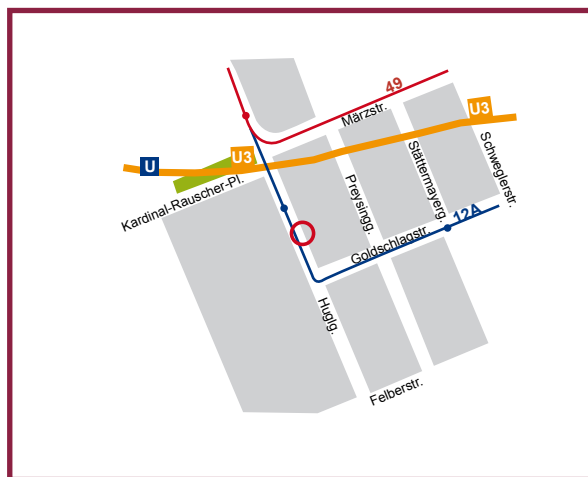 49
Märzstr.
U3
U
U3
Kardinal-Rauscher-Pl.
Preysingg.
Stättermayerg.
Schweglerstr.
12A
Goldschlagstr.
Huglg.
Felberstr.